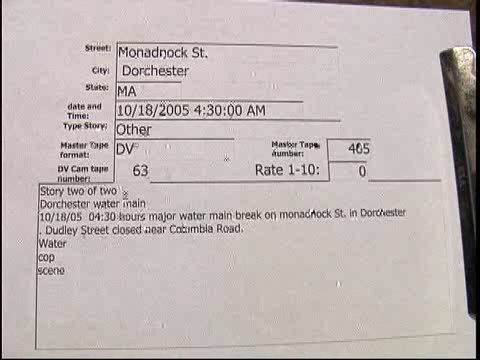 Street: Monadnock St.
City: Dorchester
State: MA
date and Time: 10/18/2005 4:30:00 AM
Type Story: Other
Master Tape format: DV Master Tape number: 405
DV Cam tape number: 63 Rate 1-10: 0
Story two of two
Dorchester water main
10/18/05 04:30 hours major water main break on monadnock St. in Dorchester
. Dudley Street closed near Columbia Road.
Water
cop
scene